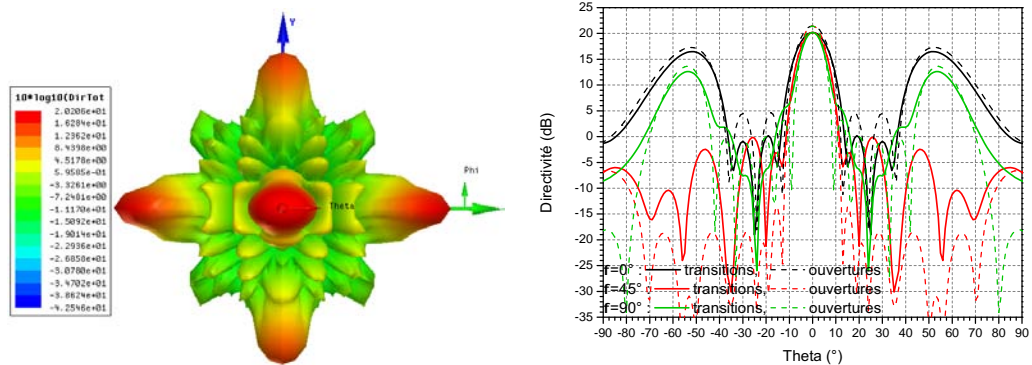 10*log10(DirTot
2.0206e+01
1.6284e+01
1.2362e+01
8.4398e+00
4.5178e+00
5.9585e-01
-3.3261e+00
-7.2481e+00
-1.1170e+01
-1.5092e+01
-1.9014e+01
-2.2936e+01
-2.6858e+01
-3.0780e+01
-3.4702e+01
-3.8624e+01
-4.2546e+01
Y
Phi
Theta
Directivité (dB)
25
20
15
10
5
0
-5
-10
-15
-20
-25
-30
-35
f=0° : transitions, ouvertures
f=45° : transitions, ouvertures
f=90° : transitions, ouvertures
-90 -80 -70 -60 -50 -40 -30 -20 -10 0 10 20 30 40 50 60 70 80 90
Theta (°)